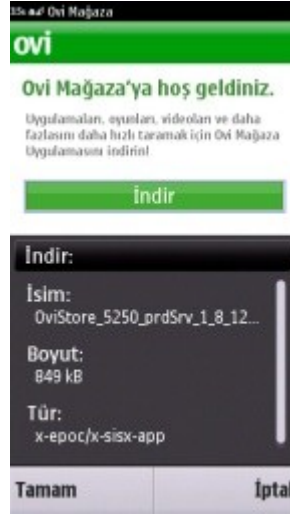 Ovi Mağaza
ovi
Ovi Mağaza'ya hoş geldiniz.
Uygulamaları, oyunları, videoları ve daha
fazlasını daha hızlı taramak için Ovi Mağaza
Uygulamasını indirin!
İndir
İndir:
İsim:
OviStore_5250_prdSrv_1_8_12...
Boyut:
849 kB
Tür:
x-epoc/x-sisx-app
Tamam İptal